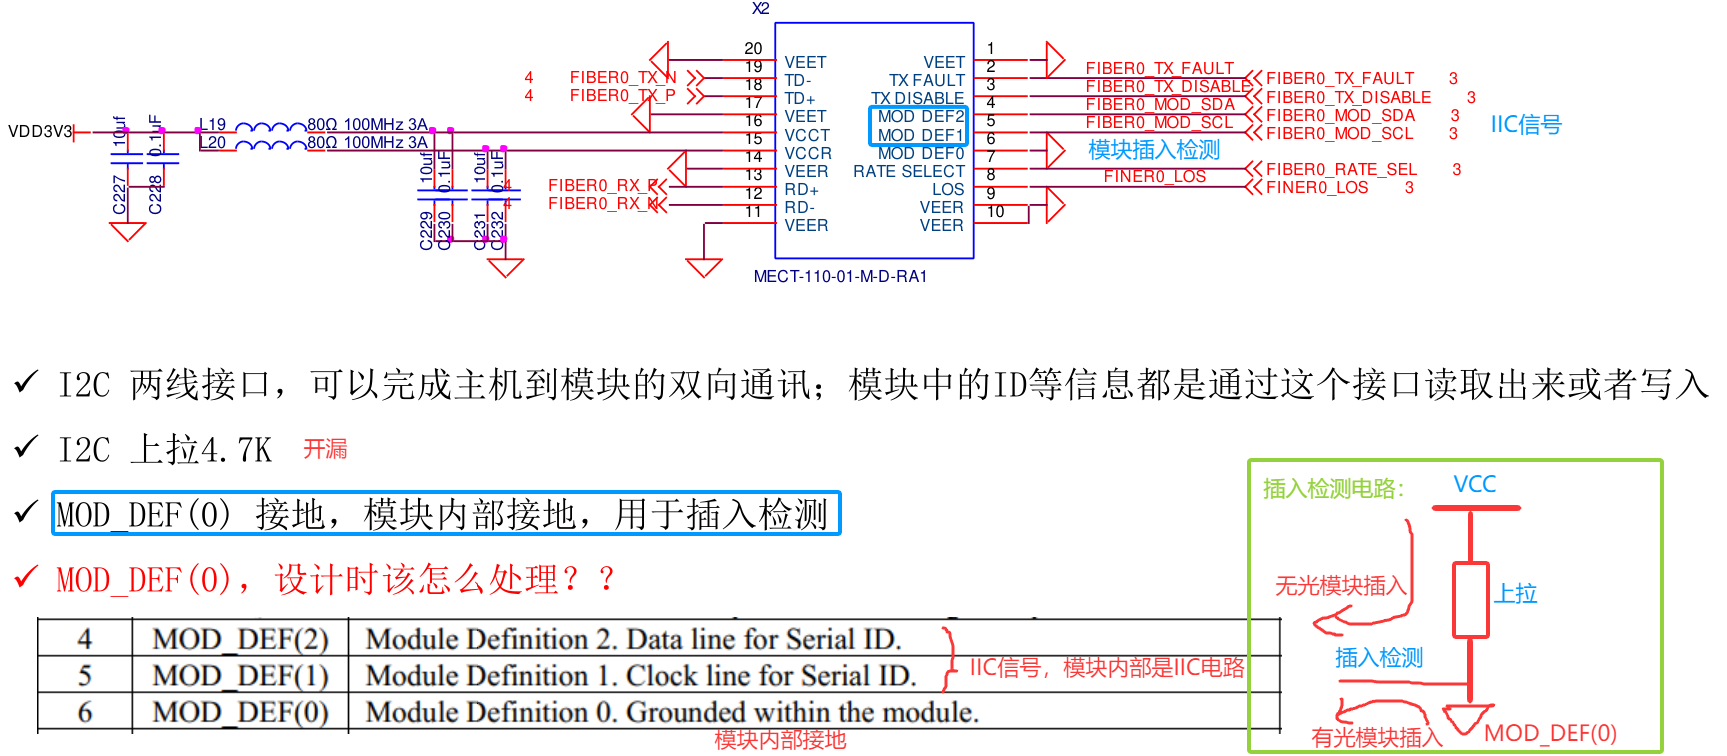 X2
20 VEET VEET 1
19 TD- TX FAULT 2
18 TD+ TX DISABLE 3
17 VEET MOD DEF2 4
16 VCCT MOD DEF1 5
15 VCCR MOD DEF0 6
14 VEER RATE SELECT 7
13 RD+ LOS 8
12 RD- VEER 9
11 VEER VEER 10
MECT-110-01-M-D-RA1
4 FIBER0_TX_N
4 FIBER0_TX_P
FIBER0_RX_P 4
FIBER0_RX_N 4
VDD3V3
10uf
0.1uF
C227
C228
L19 80Ω 100MHz 3A
L20 80Ω 100MHz 3A
10uf
0.1uF
10uf
0.1uF
C229
C230
C231
C232
FIBER0_TX_FAULT FIBER0_TX_FAULT 3
FIBER0_TX_DISABLE FIBER0_TX_DISABLE 3
FIBER0_MOD_SDA FIBER0_MOD_SDA 3
FIBER0_MOD_SCL FIBER0_MOD_SCL 3
IIC信号
模块插入检测
FIBER0_RATE_SEL 3
FINER0_LOS FINER0_LOS 3
✓ I2C 两线接口，可以完成主机到模块的双向通讯；模块中的ID等信息都是通过这个接口读取出来或者写入
✓ I2C 上拉4.7K 开漏
✓ MOD_DEF(0) 接地，模块内部接地，用于插入检测
✓ MOD_DEF(0)，设计时该怎么处理？？
4 MOD_DEF(2) Module Definition 2. Data line for Serial ID.
5 MOD_DEF(1) Module Definition 1. Clock line for Serial ID.
6 MOD_DEF(0) Module Definition 0. Grounded within the module.
IIC信号，模块内部是IIC电路
模块内部接地
插入检测电路：
VCC
无光模块插入
上拉
插入检测
有光模块插入
MOD_DEF(0)